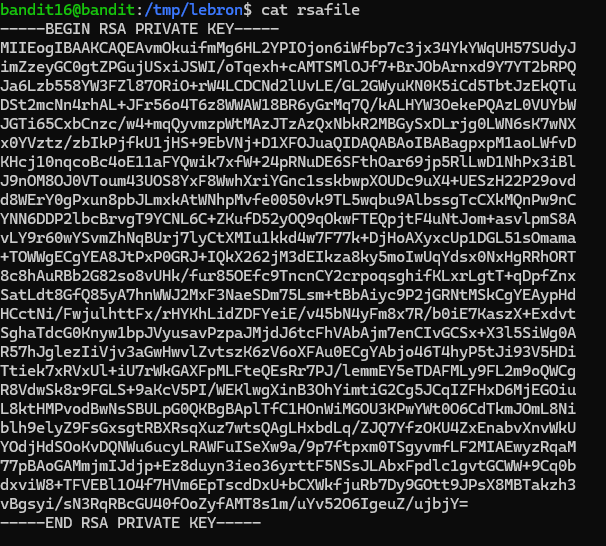 bandit16@bandit:/tmp/lebron$ cat rsafile
-----BEGIN RSA PRIVATE KEY-----
MIIEogIBAAKCAQEAvmOkuifmMg6HL2YPIOjon6iWfbp7c3jx34YkYWqUH57SUdyJ
imZzeyGC0gtZPGujUSxiJSWI/oTqexh+cAMTSMlOJf7+BrJObArnxd9Y7YT2bRPQ
Ja6Lzb558YW3FZl87ORiO+rW4LCDCNd2lUvLE/GL2GWyuKN0K5iCd5TbtJzEkQTu
DSt2mcNn4rhAL+JFr56o4T6z8WWAW18BR6yGrMq7Q/kALHYW3OekePQAzL0VUYbW
JGTi65CxbCnzc/w4+mqQyvmzpWtMAzJTzAzQxNbkR2MBGySxDLrjg0LWN6sK7wNX
x0YVztz/zbIkPjfkU1jHS+9EbVNj+D1XFOJuaQIDAQABAoIBABagpxpM1aoLWfvD
KHcj10nqcoBc4oE11aFYQwik7xfW+24pRNuDE6SFthOar69jp5RlLwD1NhPx3iBl
J9nOM8OJ0VToum43UOS8YxF8WwhXriYGnc1sskbwpXOUDc9uX4+UESzH22P29ovd
d8WErY0gPxun8pbJLmxkAtWNhpMvfe0050vk9TL5wqbu9AlbssgTcCXkMQnPw9nC
YNN6DDP2lbcBrvgT9YCNL6C+ZKufD52yOQ9qOkwFTEQpjtF4uNtJom+asvlpmS8A
vLY9r60wYSvmZhNqBUrj7lyCtXMIu1kkd4w7F77k+DjHoAXyxcUp1DGL51sOmama
+TOWWgECgYEA8JtPxP0GRJ+IQkX262jM3dEIkza8ky5moIwUqYdsx0NxHgRRhORT
8c8hAuRBb2G82so8vUHk/fur85OEfc9TncnCY2crpoqsghifKLxrLgtT+qDpfZnx
SatLdt8GfQ85yA7hnWWJ2MxF3NaeSDm75Lsm+tBbAiyc9P2jGRNtMSkCgYEAypHd
HCctNi/FwjulhttFx/rHYKhLidZDFYeiE/v45bN4yFm8x7R/b0iE7KaszX+Exdvt
SghaTdcG0Knyw1bpJVyusavPzpaJMjdJ6tcFhVAbAjm7enCIvGCSx+X3l5SiWg0A
R57hJglezIiVjv3aGwHwvlZvtszK6zV6oXFAu0ECgYAbjo46T4hyP5tJi93V5HDi
Ttiek7xRVxUl+iU7rWkGAXFpMLFteQEsRr7PJ/lemmEY5eTDAFMLy9FL2m9oQWCg
R8VdwSk8r9FGLS+9aKcV5PI/WEKlwgXinB3OhYimtiG2Cg5JCqIZFHxD6MjEGOiu
L8ktHMPvodBwNsSBULpG0QKBgBAplTfC1HOnWiMGOU3KPwYWt0O6CdTkmJOmL8Ni
blh9elyZ9FsGxsgtRBXRsqXuz7wtsQAgLHxbdLq/ZJQ7YfzOKU4ZxEnabvXnvWkU
YOdjHdSOoKvDQNWu6ucyLRAWFuISeXw9a/9p7ftpxm0TSgyvmfLF2MIAEwyzRqaM
77pBAoGAMmjmIJdjp+Ez8duyn3ieo36yrttF5NSsJLAbxFpdlc1gvtGCWW+9Cq0b
dxviW8+TFVEBl1O4f7HVm6EpTscdDxU+bCXWkfjuRb7Dy9GOtt9JPsX8MBTakzh3
vBgsyi/sN3RqRBcGU40fOoZyfAMT8s1m/uYv52O6IgeuZ/ujbjY=
-----END RSA PRIVATE KEY-----